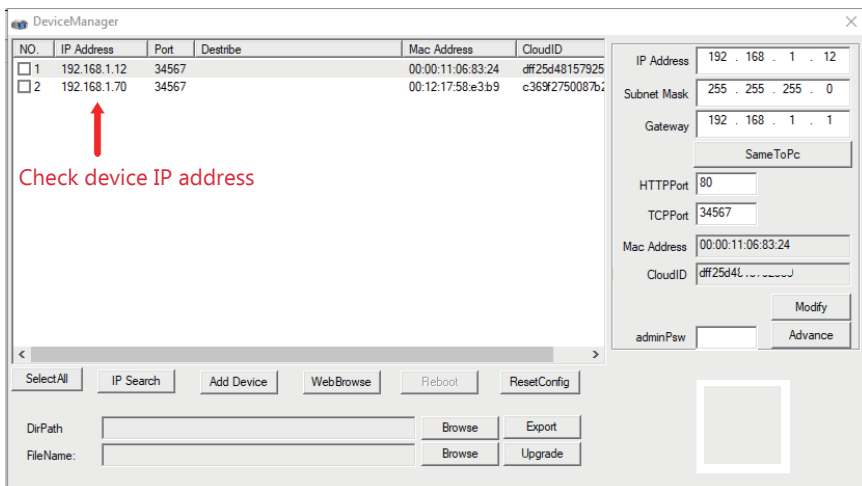 DeviceManager
NO. IP Address Port Destribe Mac Address CloudID
1 192.168.1.12 34567 00:00:11:06:83:24 dff25d48157925
2 192.168.1.70 34567 00:12:17:58:e3:b9 c369f2750087b2
Check device IP address
IP Address 192 . 168 . 1 . 12
Subnet Mask 255 . 255 . 255 . 0
Gateway 192 . 168 . 1 . 1
SameToPc
HTTPPort 80
TCPPort 34567
Mac Address 00:00:11:06:83:24
CloudID
Modify
adminPsw Advance
SelectAll IP Search Add Device WebBrowse Reboot ResetConfig
DirPath Browse Export
FileName: Browse Upgrade